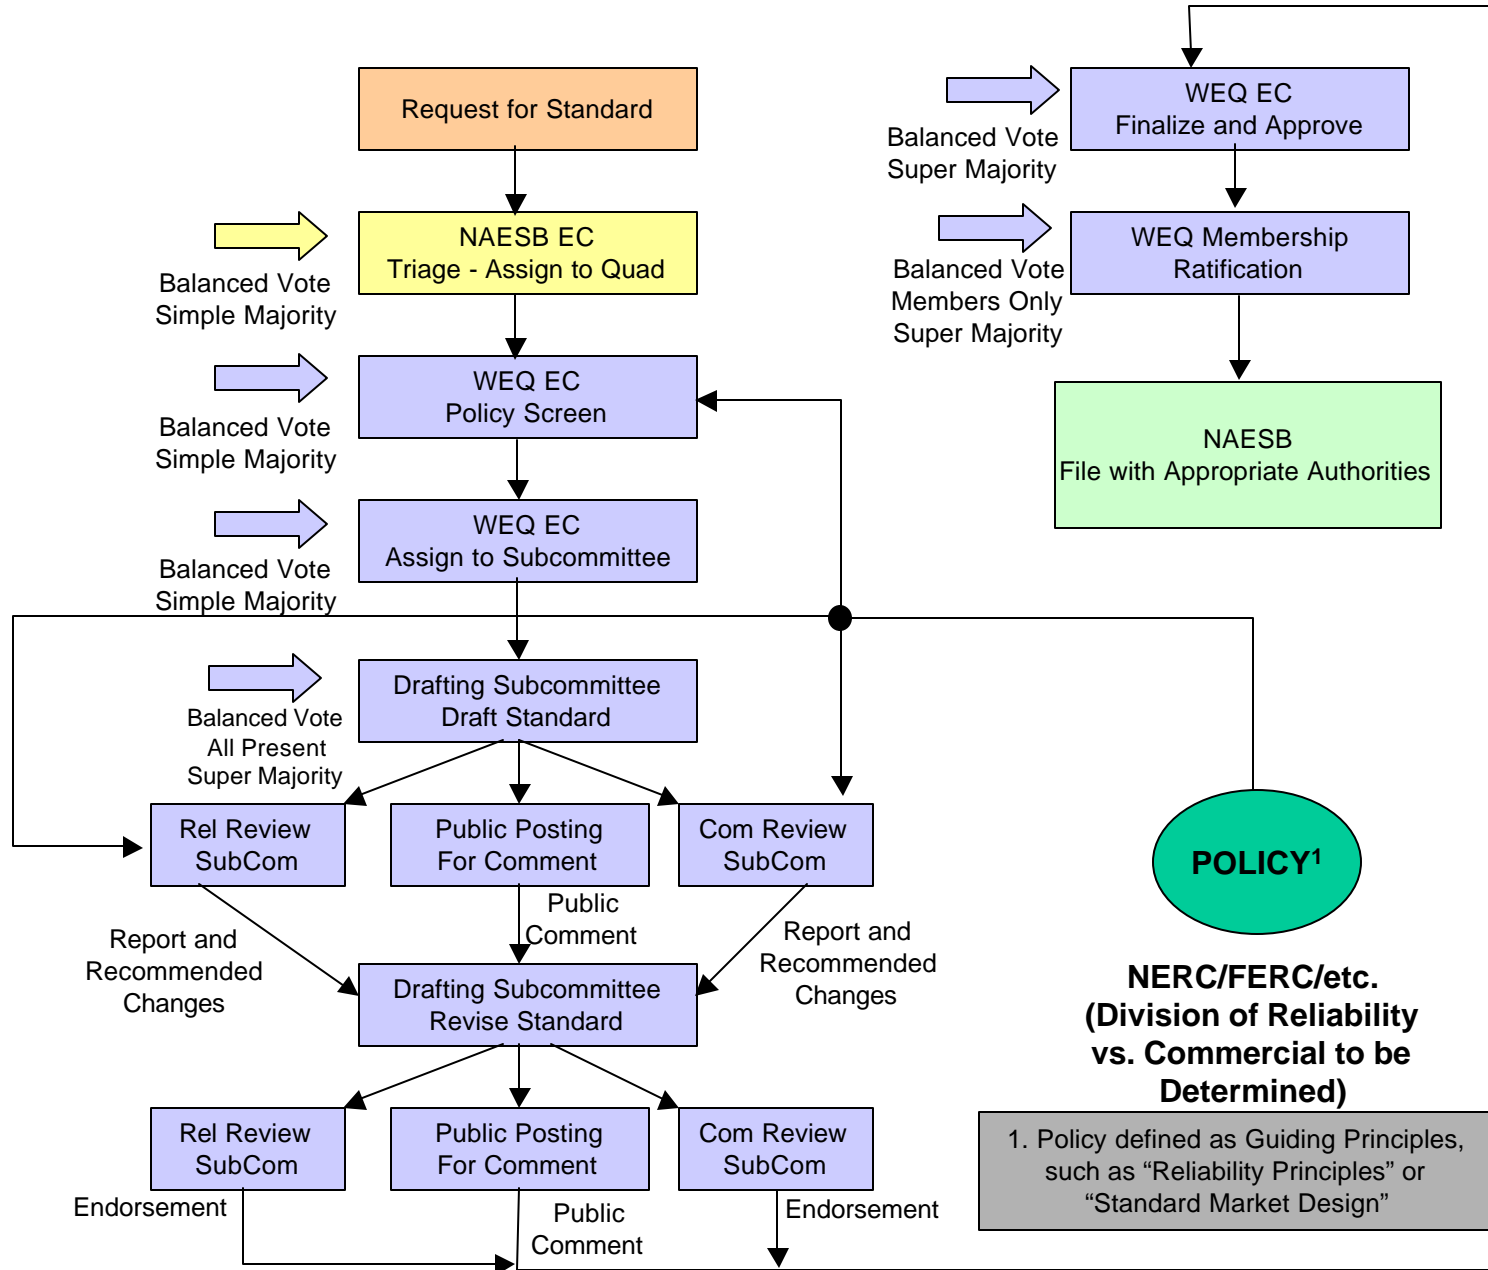 Request for Standard
Balanced Vote
Simple Majority
NAESB EC
Triage - Assign to Quad
Balanced Vote
Simple Majority
WEQ EC
Policy Screen
Balanced Vote
Simple Majority
WEQ EC
Assign to Subcommittee
Balanced Vote
All Present
Super Majority
Drafting Subcommittee
Draft Standard
Rel Review
SubCom
Public Posting
For Comment
Com Review
SubCom
Report and
Recommended
Changes
Public
Comment
Report and
Recommended
Changes
Drafting Subcommittee
Revise Standard
Rel Review
SubCom
Public Posting
For Comment
Com Review
SubCom
Endorsement
Public
Comment
Endorsement
Balanced Vote
Super Majority
WEQ EC
Finalize and Approve
Balanced Vote
Members Only
Super Majority
WEQ Membership
Ratification
NAESB
File with Appropriate Authorities
POLICY¹
NERC/FERC/etc.
(Division of Reliability
vs. Commercial to be
Determined)
1. Policy defined as Guiding Principles,
such as “Reliability Principles” or
“Standard Market Design”